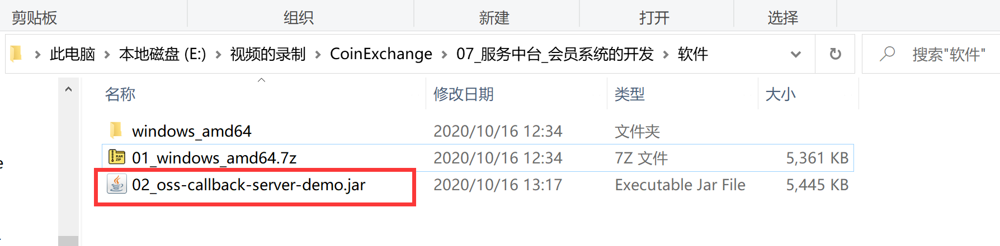 剪贴板 组织 新建 打开 选择
此电脑 本地磁盘 (E:) 视频的录制 CoinExchange 07_服务中台_会员系统的开发 软件 搜索"软件"
名称 修改日期 类型 大小
windows_amd64 2020/10/16 12:34 文件夹
01_windows_amd64.7z 2020/10/16 12:34 7Z 文件 5,361 KB
02_oss-callback-server-demo.jar 2020/10/16 13:17 Executable Jar File 5,445 KB